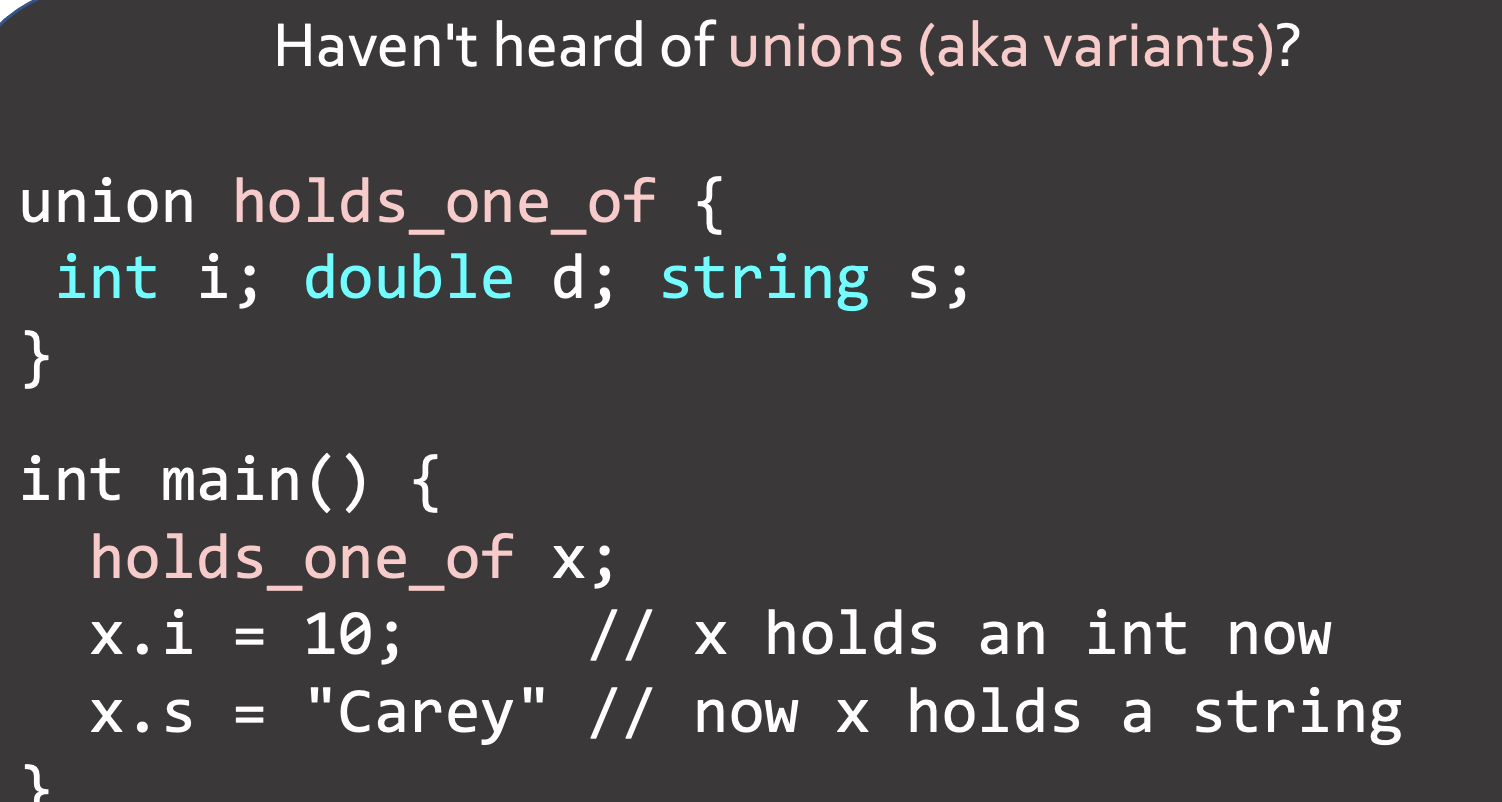 Haven't heard of unions (aka variants)?
union holds_one_of {
 int i; double d; string s;
}
int main() {
  holds_one_of x;
  x.i = 10;     // x holds an int now
  x.s = "Carey" // now x holds a string
}